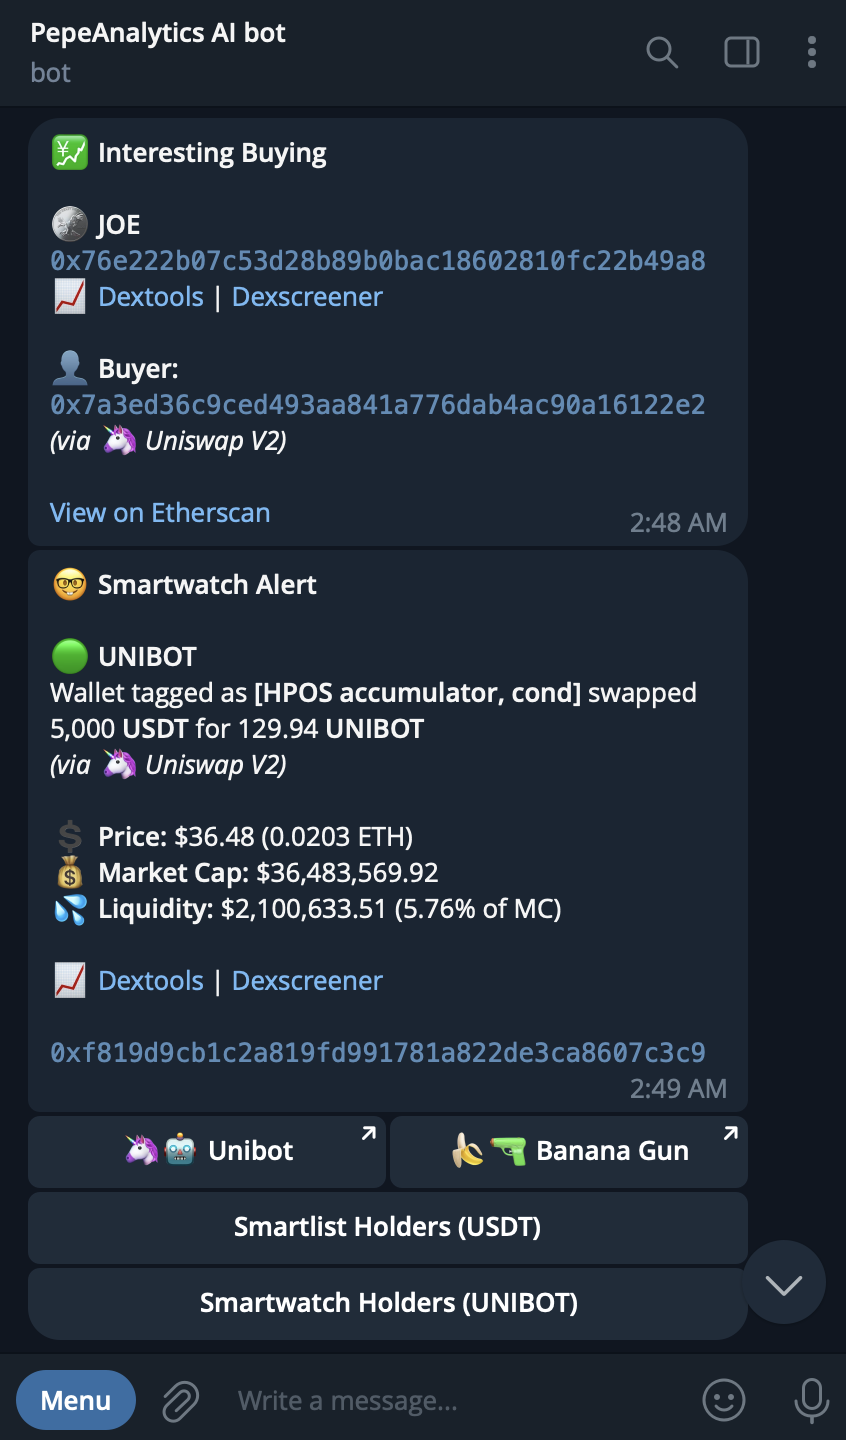 PepeAnalytics AI bot
bot
Interesting Buying
JOE
0x76e222b07c53d28b89b0bac18602810fc22b49a8
Dextools | Dexscreener
Buyer:
0x7a3ed36c9ced493aa841a776dab4ac90a16122e2
(via 🦄 Uniswap V2)
View on Etherscan
2:48 AM
Smartwatch Alert
UNIBOT
Wallet tagged as [HPOS accumulator, cond] swapped
5,000 USDT for 129.94 UNIBOT
(via 🦄 Uniswap V2)
Price: $36.48 (0.0203 ETH)
Market Cap: $36,483,569.92
Liquidity: $2,100,633.51 (5.76% of MC)
Dextools | Dexscreener
0xf819d9cb1c2a819fd991781a822de3ca8607c3c9
2:49 AM
Unibot
Banana Gun
Smartlist Holders (USDT)
Smartwatch Holders (UNIBOT)
Menu
Write a message...